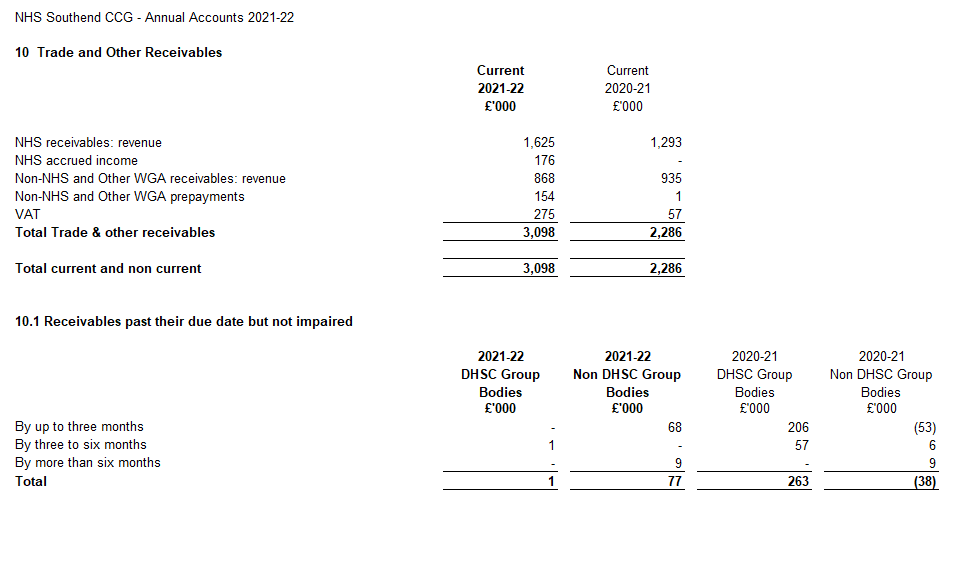 NHS Southend CCG - Annual Accounts 2021-22
10 Trade and Other Receivables
Current Current
2021-22 2020-21
£'000 £'000
NHS receivables: revenue 1,625 1,293
NHS accrued income 176 -
Non-NHS and Other WGA receivables: revenue 868 935
Non-NHS and Other WGA prepayments 154 1
VAT 275 57
Total Trade & other receivables 3,098 2,286
Total current and non current 3,098 2,286
10.1 Receivables past their due date but not impaired
2021-22 2021-22 2020-21 2020-21
DHSC Group Non DHSC Group DHSC Group Non DHSC Group
Bodies Bodies Bodies Bodies
£'000 £'000 £'000 £'000
By up to three months - 68 206 (53)
By three to six months 1 - 57 6
By more than six months - 9 - 9
Total 1 77 263 (38)